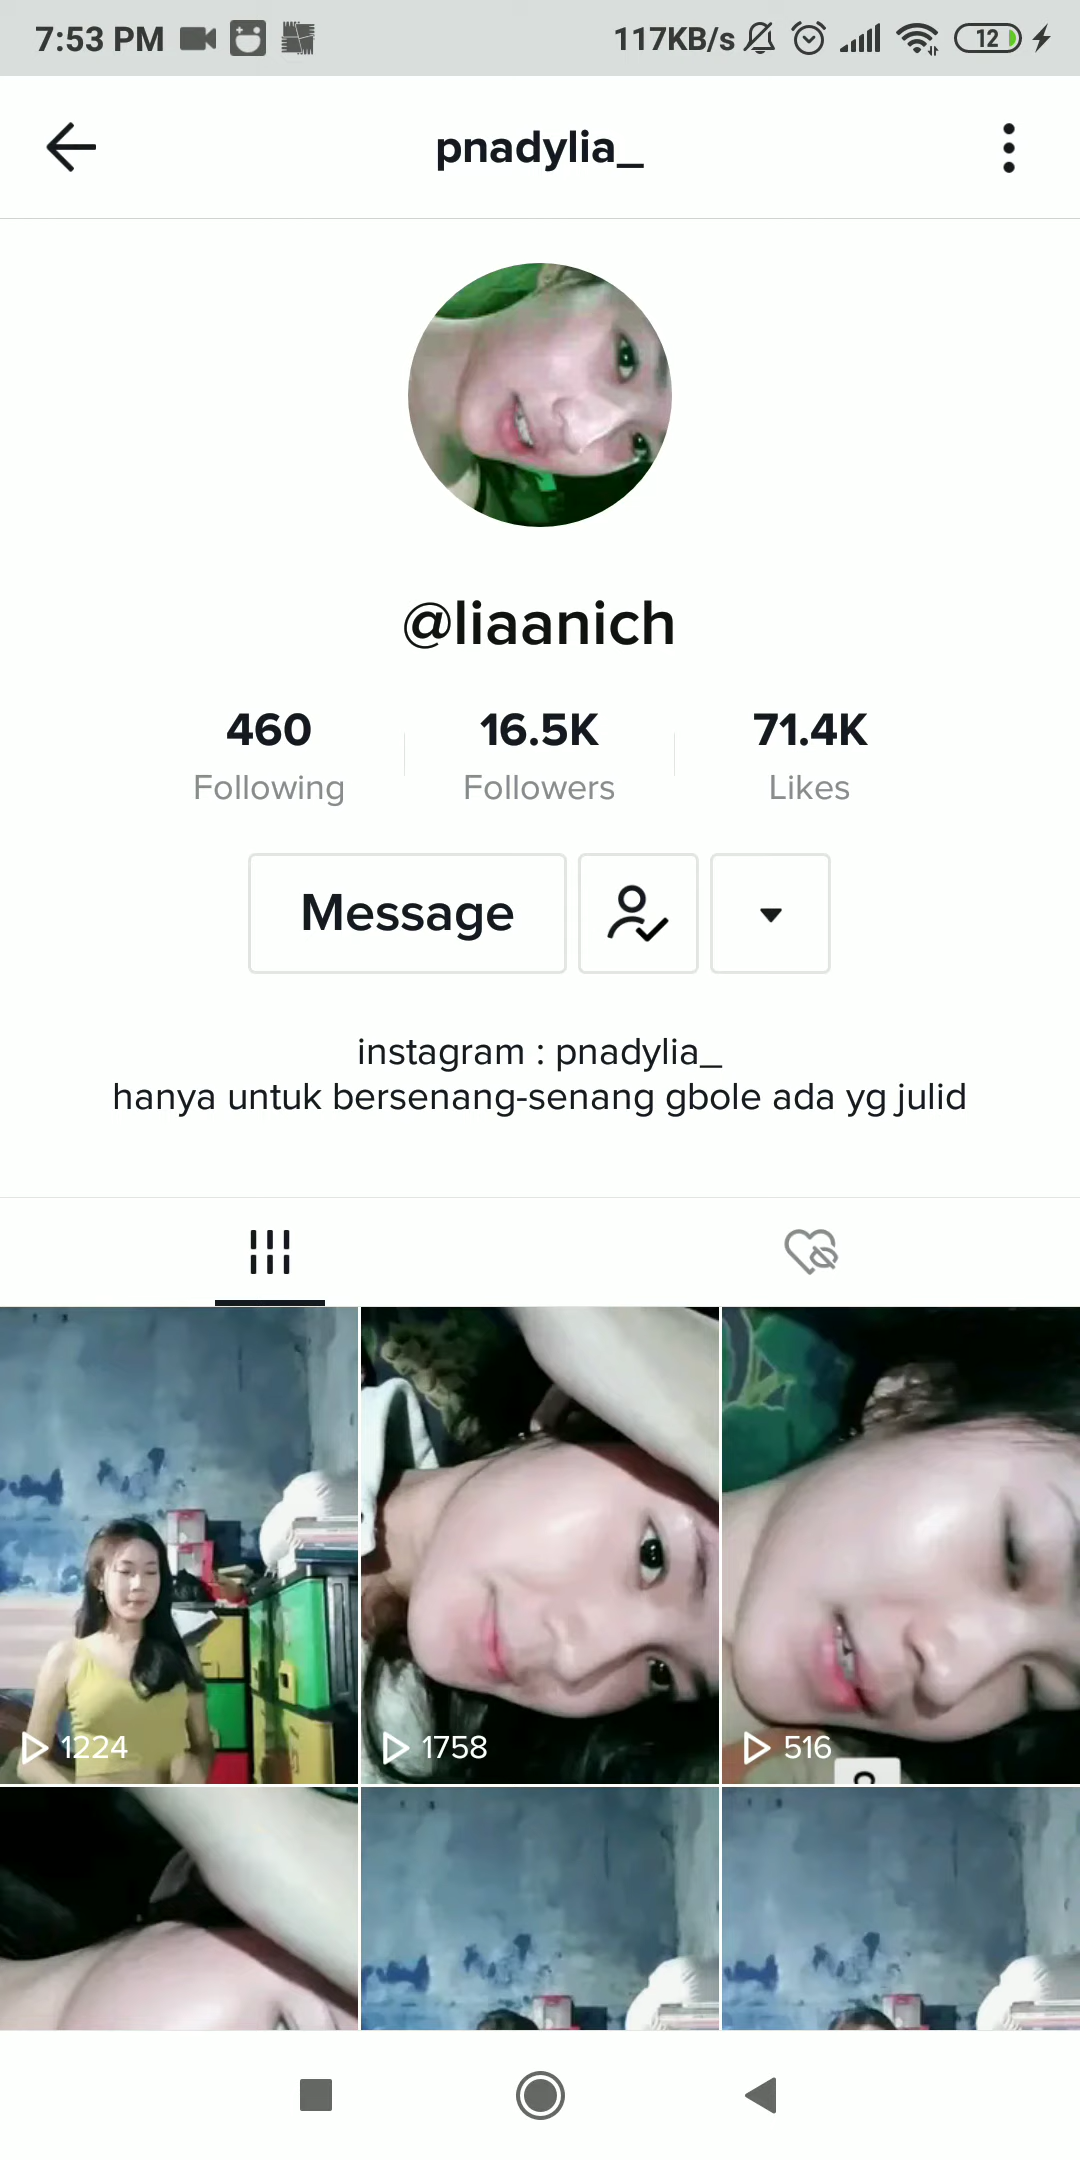 7:53 PM 117KB/s 12
pnadylia_
@liaanich
460 16.5K 71.4K
Following Followers Likes
Message
instagram : pnadylia_
hanya untuk bersenang-senang gbole ada yg julid
1224 1758 516